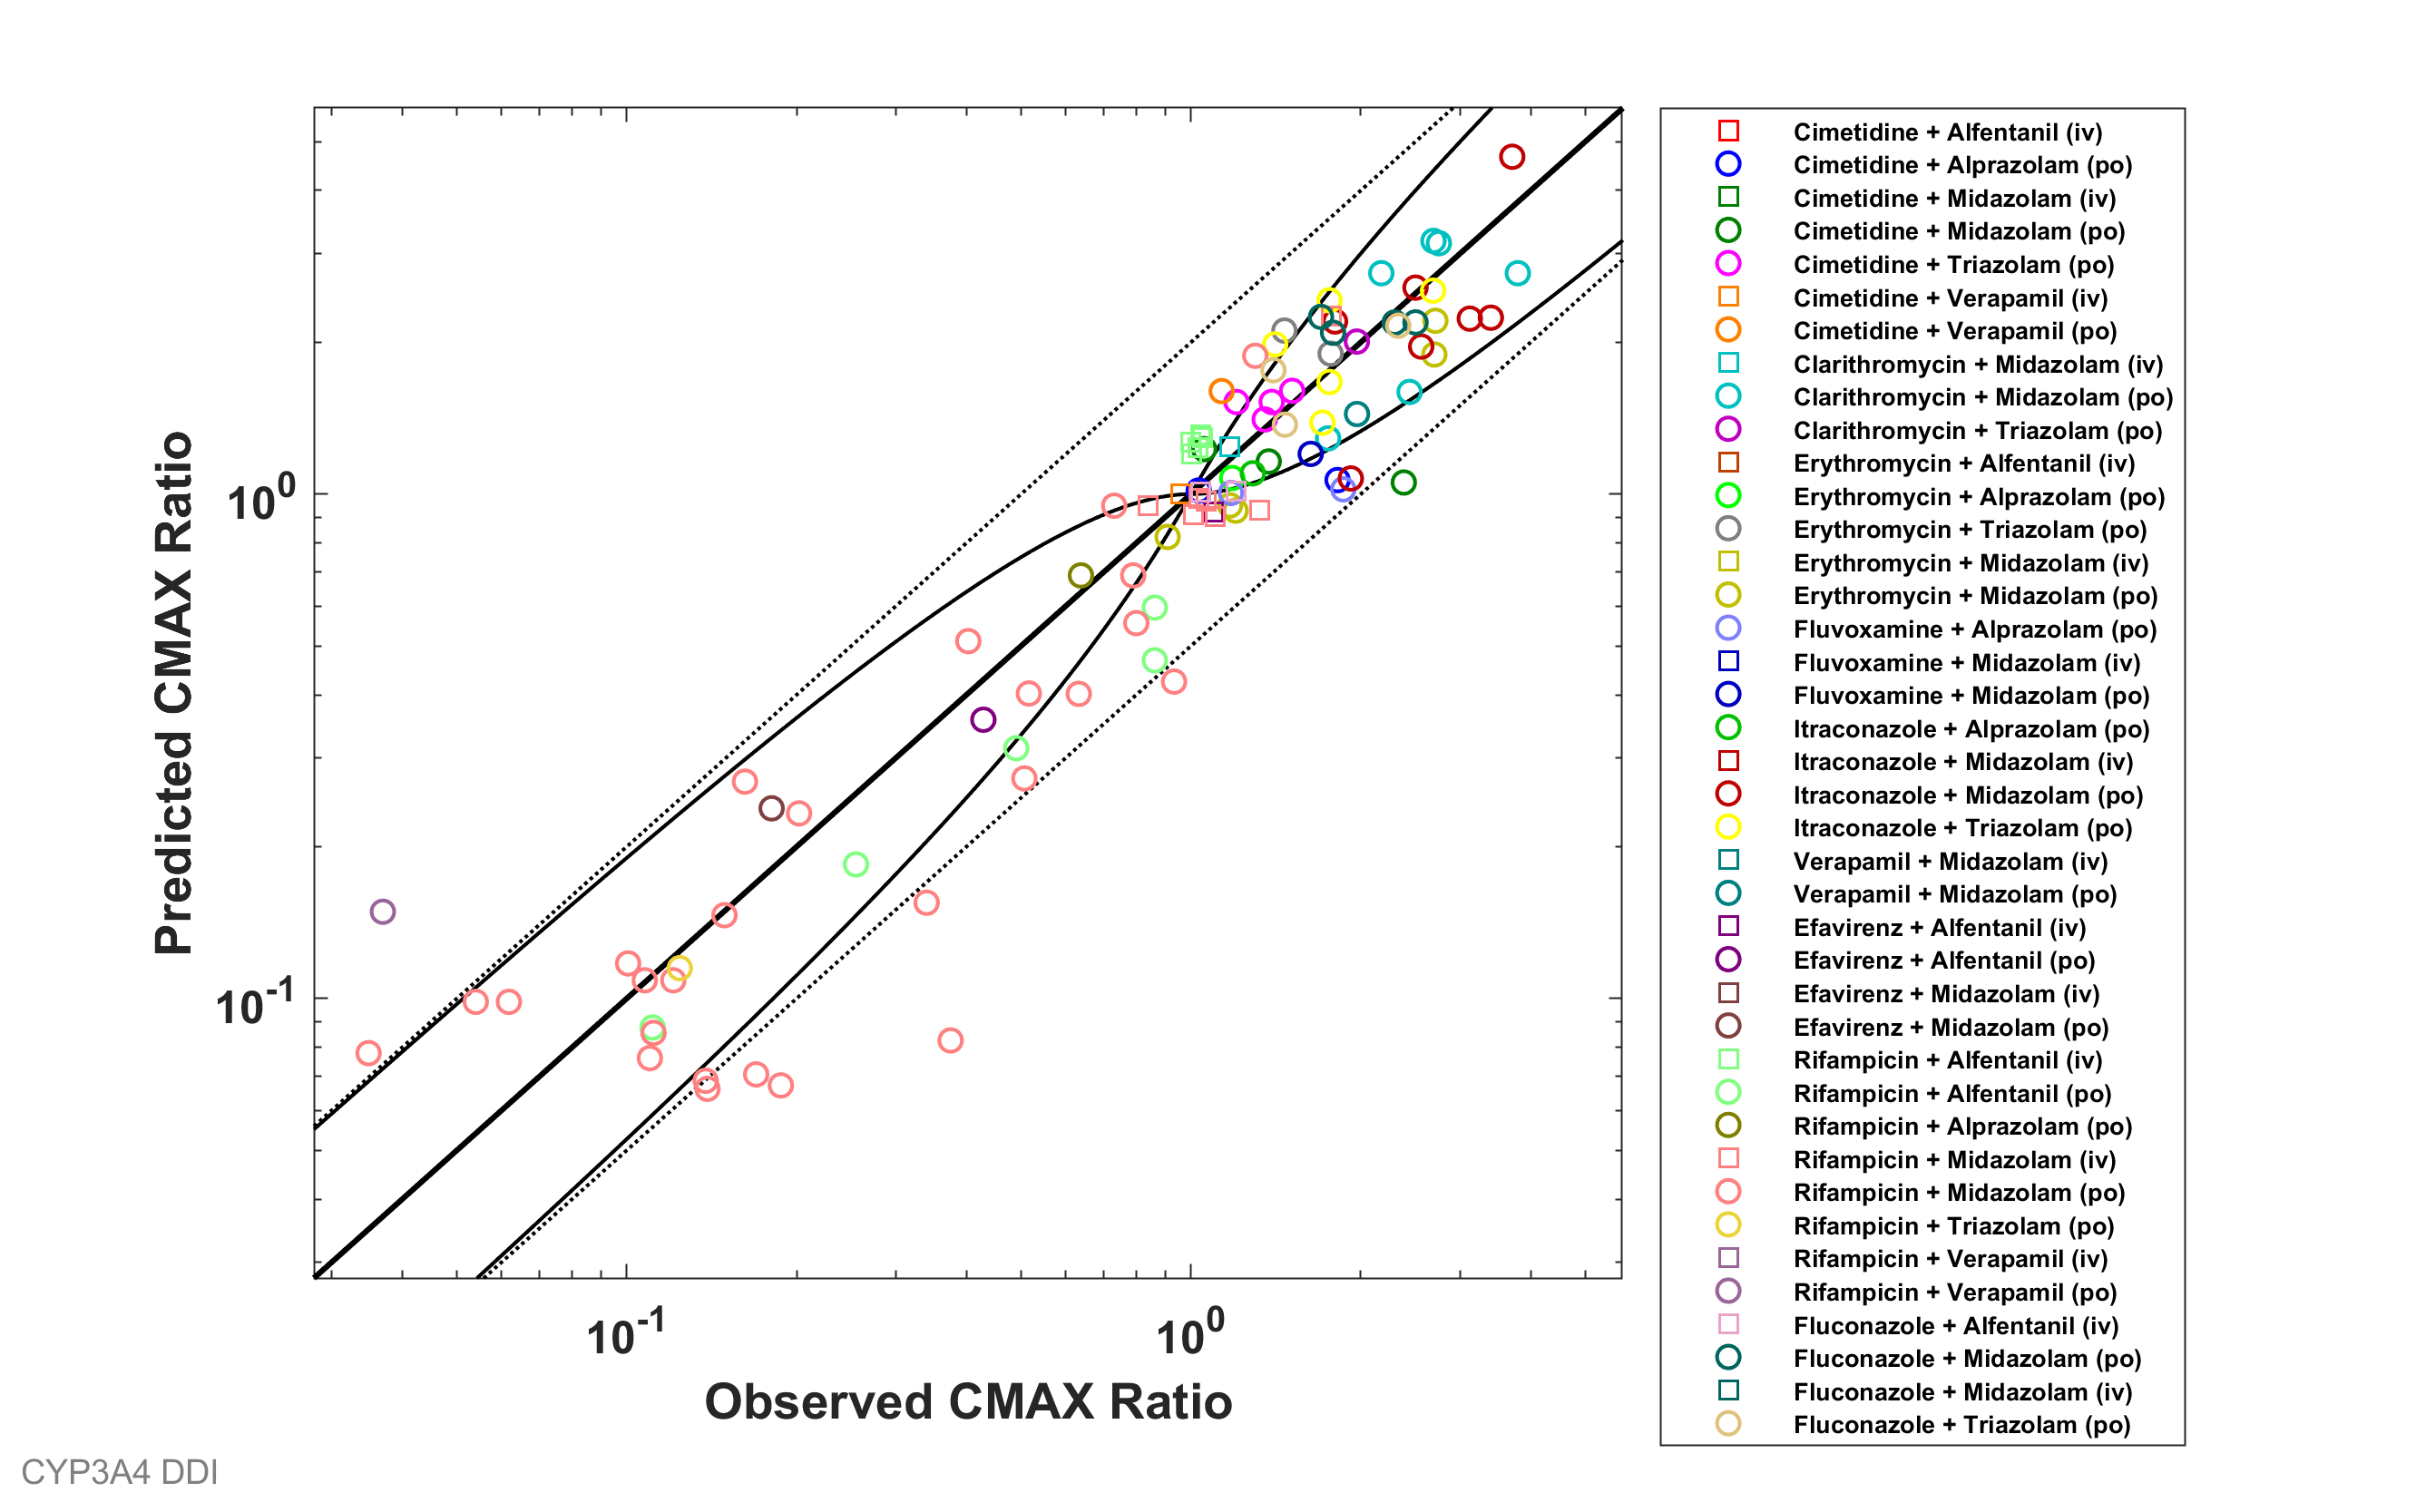 Predicted CMAX Ratio
10^0
10^-1
10^-1
10^0
Observed CMAX Ratio
Cimetidine + Alfentanil (iv)
Cimetidine + Alprazolam (po)
Cimetidine + Midazolam (iv)
Cimetidine + Midazolam (po)
Cimetidine + Triazolam (po)
Cimetidine + Verapamil (iv)
Cimetidine + Verapamil (po)
Clarithromycin + Midazolam (iv)
Clarithromycin + Midazolam (po)
Clarithromycin + Triazolam (po)
Erythromycin + Alfentanil (iv)
Erythromycin + Alprazolam (po)
Erythromycin + Triazolam (po)
Erythromycin + Midazolam (iv)
Erythromycin + Midazolam (po)
Fluvoxamine + Alprazolam (po)
Fluvoxamine + Midazolam (iv)
Fluvoxamine + Midazolam (po)
Itraconazole + Alprazolam (po)
Itraconazole + Midazolam (iv)
Itraconazole + Midazolam (po)
Itraconazole + Triazolam (po)
Verapamil + Midazolam (iv)
Verapamil + Midazolam (po)
Efavirenz + Alfentanil (iv)
Efavirenz + Alfentanil (po)
Efavirenz + Midazolam (iv)
Efavirenz + Midazolam (po)
Rifampicin + Alfentanil (iv)
Rifampicin + Alfentanil (po)
Rifampicin + Alprazolam (po)
Rifampicin + Midazolam (iv)
Rifampicin + Midazolam (po)
Rifampicin + Triazolam (po)
Rifampicin + Verapamil (iv)
Rifampicin + Verapamil (po)
Fluconazole + Alfentanil (iv)
Fluconazole + Midazolam (po)
Fluconazole + Midazolam (iv)
Fluconazole + Triazolam (po)
CYP3A4 DDI